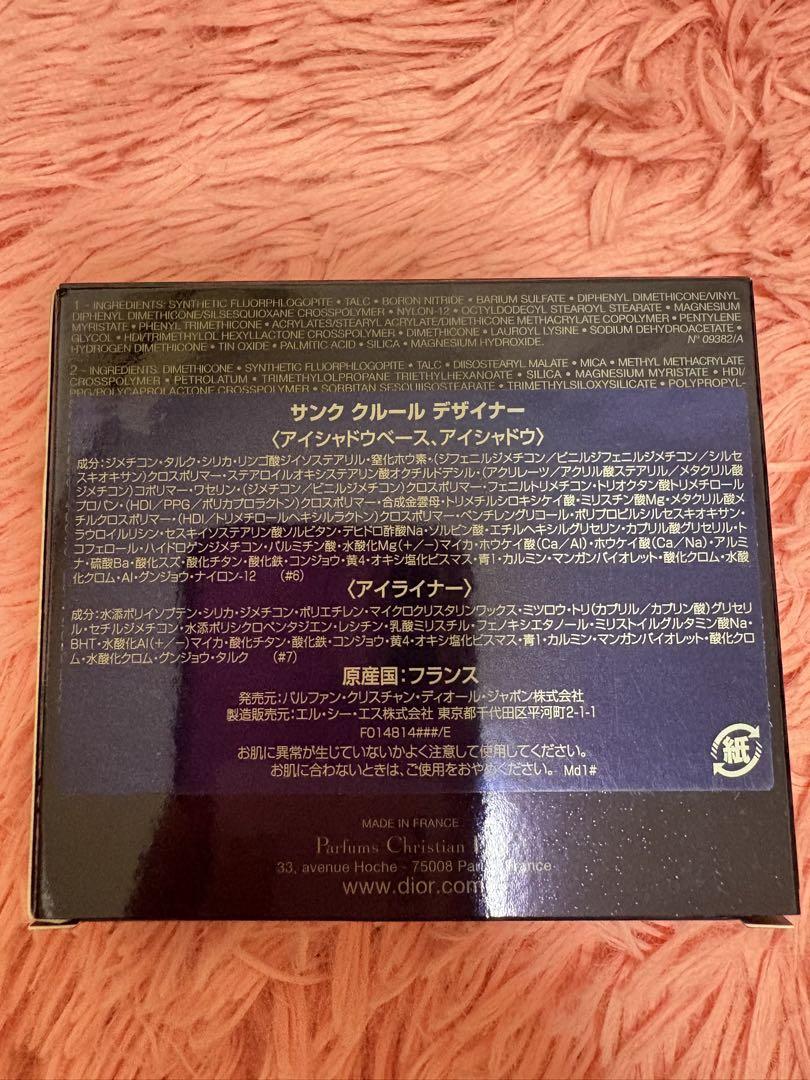 1 - INGREDIENTS: SYNTHETIC FLUORPHLOGOPITE • TALC • BORON NITRIDE • BARIUM SULFATE • DIPHENYL DIMETHICONE/VINYL
DIPHENYL DIMETHICONE/SILSESQUIOXANE CROSSPOLYMER • NYLON-12 • OCTYLDODECYL STEAROYL STEARATE • MAGNESIUM
MYRISTATE • PHENYL TRIMETHICONE • ACRYLATES/STEARYL ACRYLATE/DIMETHICONE METHACRYLATE COPOLYMER • PENTYLENE
GLYCOL • HDI/TRIMETHYLOL HEXYLLACTONE CROSSPOLYMER • DIMETHICONE • LAUROYL LYSINE • SODIUM DEHYDROACETATE •
HYDROGEN DIMETHICONE • TIN OXIDE • PALMITIC ACID • SILICA • MAGNESIUM HYDROXIDE. N° 09382/A
2 - INGREDIENTS: DIMETHICONE • SYNTHETIC FLUORPHLOGOPITE • TALC • DIISOSTEARYL MALATE • MICA • METHYL METHACRYLATE
CROSSPOLYMER • PETROLATUM • TRIMETHYLOLPROPANE TRIETHYLHEXANOATE • SILICA • MAGNESIUM MYRISTATE • HDI/
PPG/POLYCAPROLACTONE CROSSPOLYMER • SORBITAN SESQUIISOSTEARATE • TRIMETHYLSILOXYSILICATE • POLYPROPYL-
サンク クルール デザイナー
〈アイシャドウベース、アイシャドウ〉
成分:ジメチコン・タルク・シリカ・リンゴ酸ジイソステアリル・窒化ホウ素・(ジフェニルジメチコン/ビニルジフェニルジメチコン/シルセ
スキオキサン)クロスポリマー・ステアロイルオキシステアリン酸オクチルドデシル・(アクリレーツ/アクリル酸ステアリル/メタクリル酸
ジメチコン)コポリマー・ワセリン・(ジメチコン/ビニルジメチコン)クロスポリマー・フェニルトリメチコン・トリオクタン酸トリメチロール
プロパン・(HDI/PPG/ポリカプロラクトン)クロスポリマー・合成金雲母・トリメチルシロキシケイ酸・ミリスチン酸Mg・メタクリル酸メ
チルクロスポリマー・(HDI/トリメチロールヘキシルラクトン)クロスポリマー・ペンチレングリコール・ポリプロピルシルセスキオキサン・
ラウロイルリシン・セスキイソステアリン酸ソルビタン・デヒドロ酢酸Na・ソルビン酸・エチルヘキシルグリセリン・カプリル酸グリセリル・ト
コフェロール・ハイドロゲンジメチコン・パルミチン酸・水酸化Mg(+/−)マイカ・ホウケイ酸(Ca/Al)・ホウケイ酸(Ca/Na)・アルミ
ナ・硫酸Ba・酸化スズ・酸化チタン・酸化鉄・コンジョウ・黄4・オキシ塩化ビスマス・青1・カルミン・マンガンバイオレット・酸化クロム・水酸
化クロム・Al・グンジョウ・ナイロン-12 (#6)
〈アイライナー〉
成分:水添ポリイソブテン・シリカ・ジメチコン・ポリエチレン・マイクロクリスタリンワックス・ミツロウ・トリ(カプリル/カプリン酸)グリセリ
ル・セチルジメチコン・水添ポリシクロペンタジエン・レシチン・乳酸ミリスチル・フェノキシエタノール・ミリストイルグルタミン酸Na・
BHT・水酸化Al(+/−)マイカ・酸化チタン・酸化鉄・コンジョウ・黄4・オキシ塩化ビスマス・青1・カルミン・マンガンバイオレット・酸化クロ
ム・水酸化クロム・グンジョウ・タルク (#7)
原産国:フランス
発売元:パルファン・クリスチャン・ディオール・ジャポン株式会社
製造販売元:エル・シー・エス株式会社 東京都千代田区平河町2-1-1
F014814###/E
お肌に異常が生じていないかよく注意して使用してください。
お肌に合わないときは、ご使用をおやめください。 Md1#
紙
MADE IN FRANCE
Parfums Christian
33, avenue Hoche - 75008 France
www.dior.com